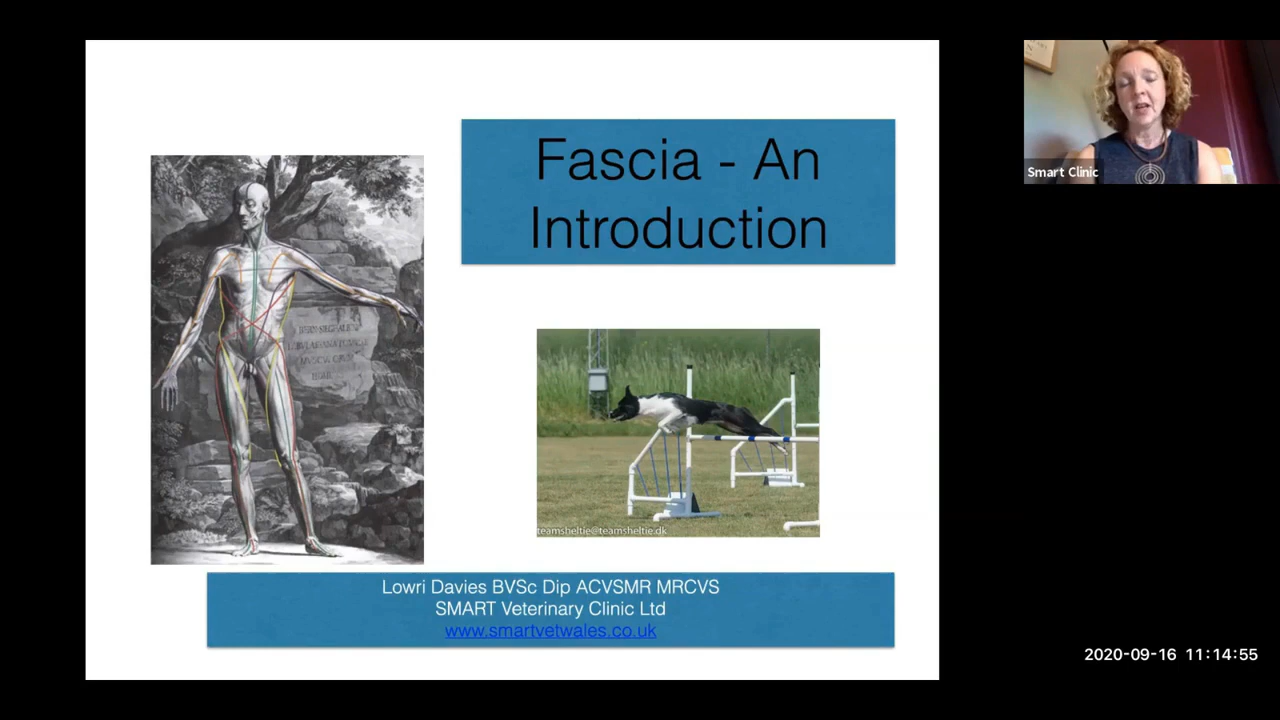 Fascia - An
Introduction
teamsheltie@teamsheltie.dk
Lowri Davies BVSc Dip ACVSMR MRCVS
SMART Veterinary Clinic Ltd
www.smartvetwales.co.uk
Smart Clinic
2020-09-16 11:14:55